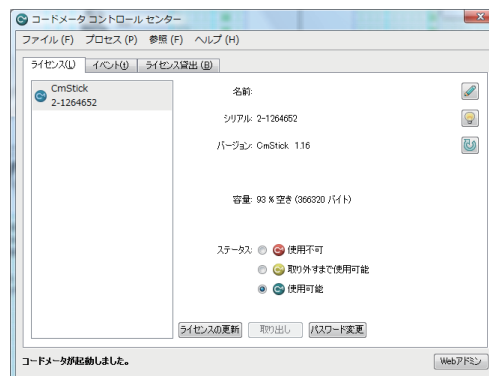 コードメータ コントロール センター
ファイル (F) プロセス (P) 参照 (F) ヘルプ (H)
ライセンス(L) イベント(I) ライセンス貸出 (B)
CmStick
2-1264652
名前:
シリアル: 2-1264652
バージョン: CmStick 1.16
容量: 93 % 空き (366320 バイト)
ステータス: 使用不可
取り外すまで使用可能
使用可能
ライセンスの更新 取り出し パスワード変更
コードメータが起動しました。 Webアドミン